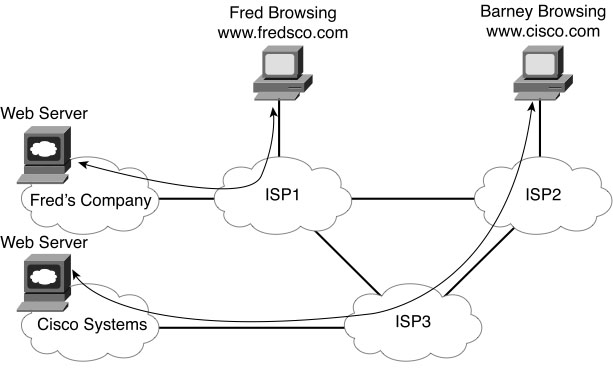 Fred Browsing
www.fredsco.com
Barney Browsing
www.cisco.com
Web Server
Fred's Company
ISP1
ISP2
Web Server
Cisco Systems
ISP3